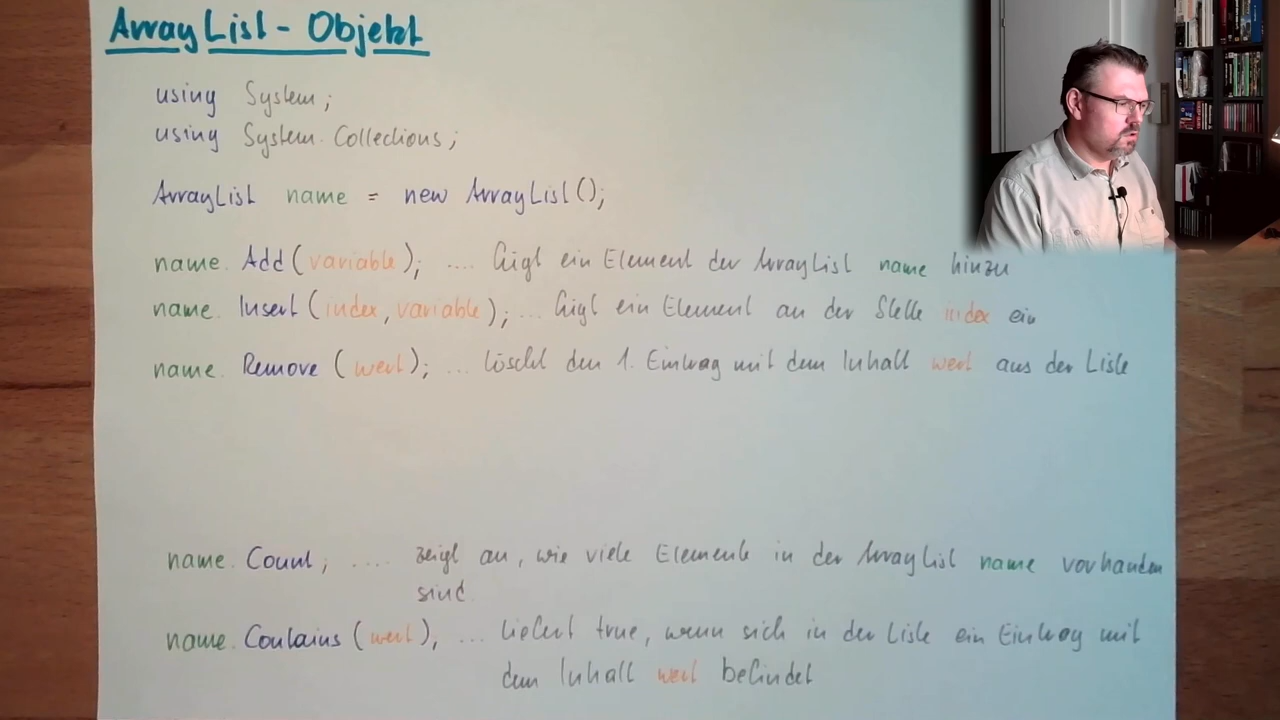 ArrayList - Objekt
using System;
using System.Collections;
ArrayList name = new ArrayList();
name.Add(variable); .... fügt ein Element der ArrayList name hinzu
name.Insert(index, variable); ... fügt ein Element an der Stelle index ein
name.Remove(wert); ... löscht den 1. Eintrag mit dem Inhalt wert aus der Liste
name.Count; .... zeigt an, wie viele Elemente in der ArrayList name vorhanden
sind.
name.Contains(wert); ... liefert true, wenn sich in der Liste ein Eintrag mit
dem Inhalt wert befindet